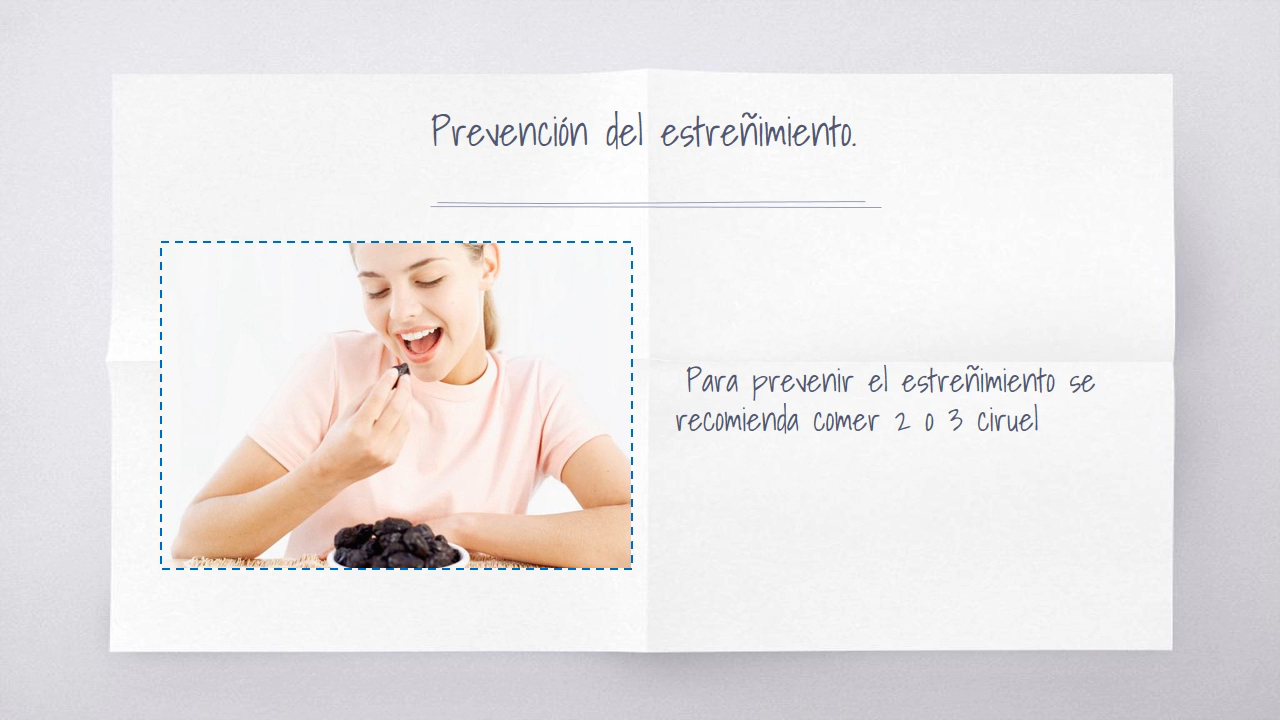 Prevención del estreñimiento.
Para prevenir el estreñimiento se
recomienda comer 2 o 3 ciruel